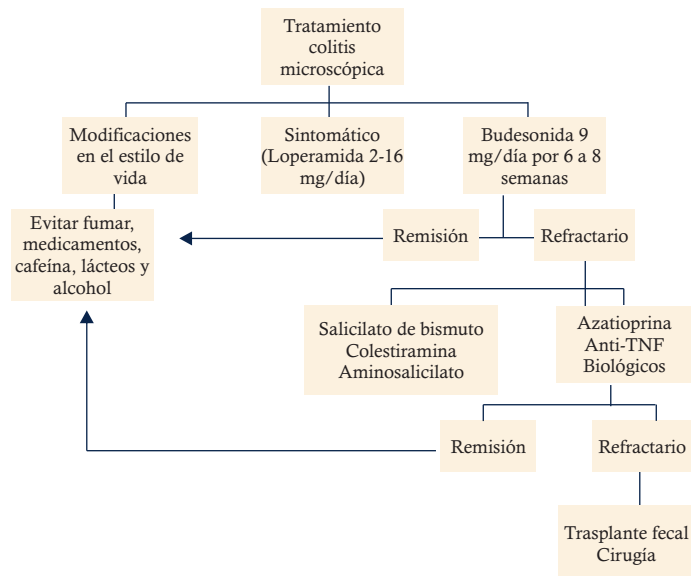 Tratamiento
colitis
microscópica
Modificaciones
en el estilo de
vida
Sintomático
(Loperamida 2-16
mg/día)
Budesonida 9
mg/día por 6 a 8
semanas
Evitar fumar,
medicamentos,
cafeína, lácteos y
alcohol
Remisión
Refractario
Salicilato de bismuto
Colestiramina
Aminosalicilato
Azatioprina
Anti-TNF
Biológicos
Remisión
Refractario
Trasplante fecal
Cirugía